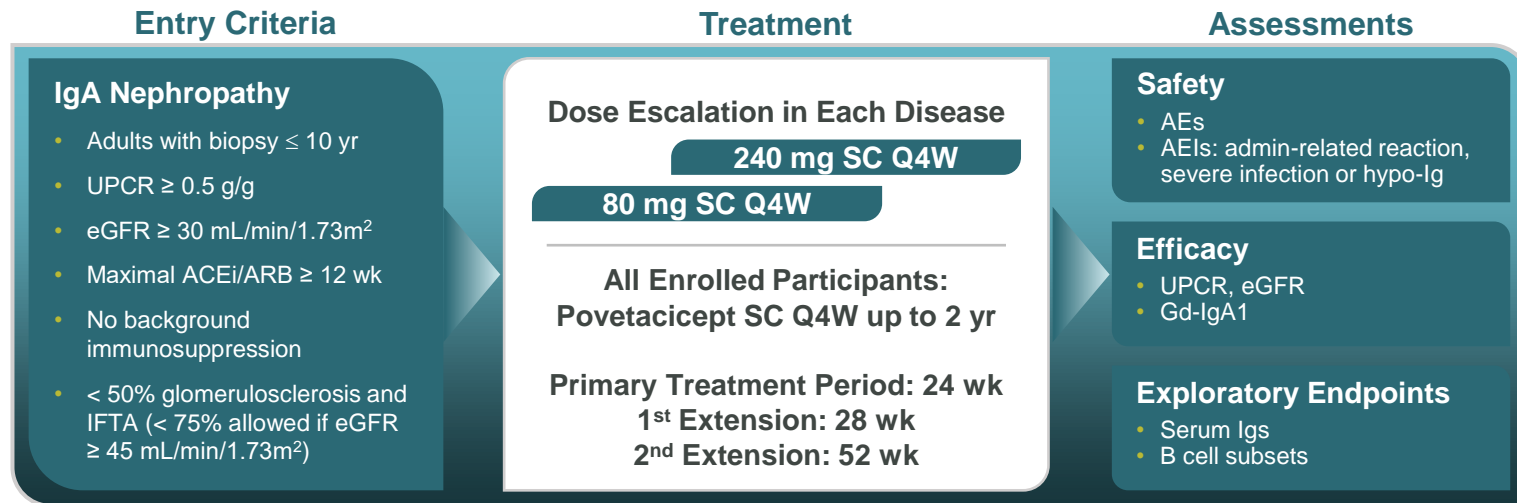 Entry Criteria
Treatment
Assessments
IgA Nephropathy
• Adults with biopsy ≤ 10 yr
• UPCR ≥ 0.5 g/g
• eGFR ≥ 30 mL/min/1.73m²
• Maximal ACEi/ARB ≥ 12 wk
• No background
immunosuppression
• < 50% glomerulosclerosis and
IFTA (< 75% allowed if eGFR
≥ 45 mL/min/1.73m²)
Dose Escalation in Each Disease
240 mg SC Q4W
80 mg SC Q4W
All Enrolled Participants:
Povetacicept SC Q4W up to 2 yr
Primary Treatment Period: 24 wk
1st Extension: 28 wk
2nd Extension: 52 wk
Safety
• AEs
• AEIs: admin-related reaction,
severe infection or hypo-Ig
Efficacy
• UPCR, eGFR
• Gd-IgA1
Exploratory Endpoints
• Serum Igs
• B cell subsets